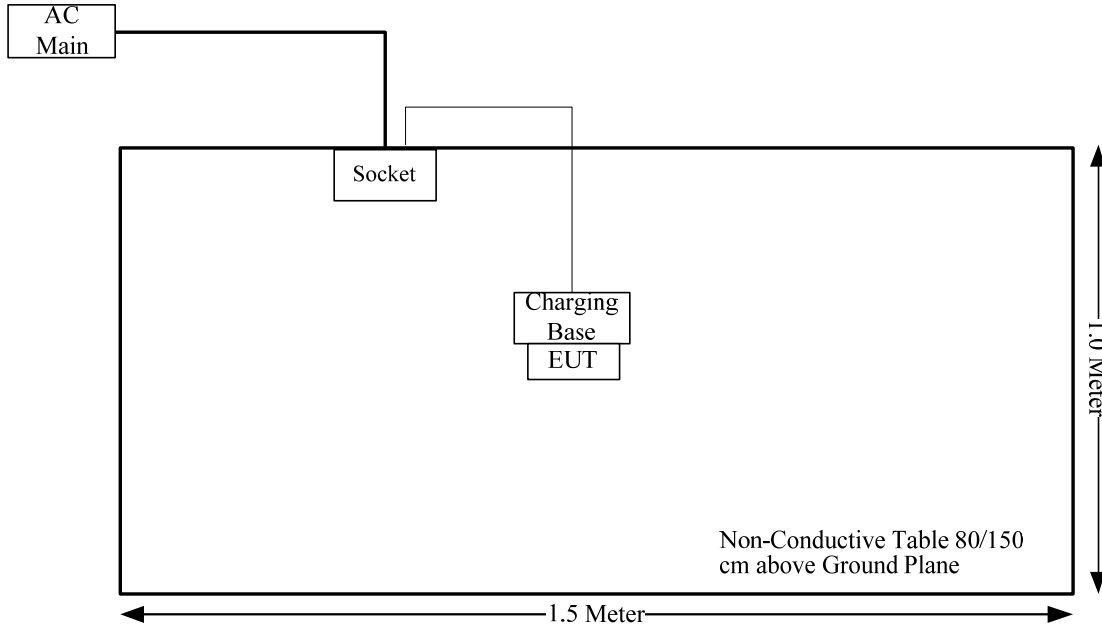 AC
Main
Socket
Charging
Base
EUT
1.0 Meter
Non-Conductive Table 80/150
cm above Ground Plane
1.5 Meter